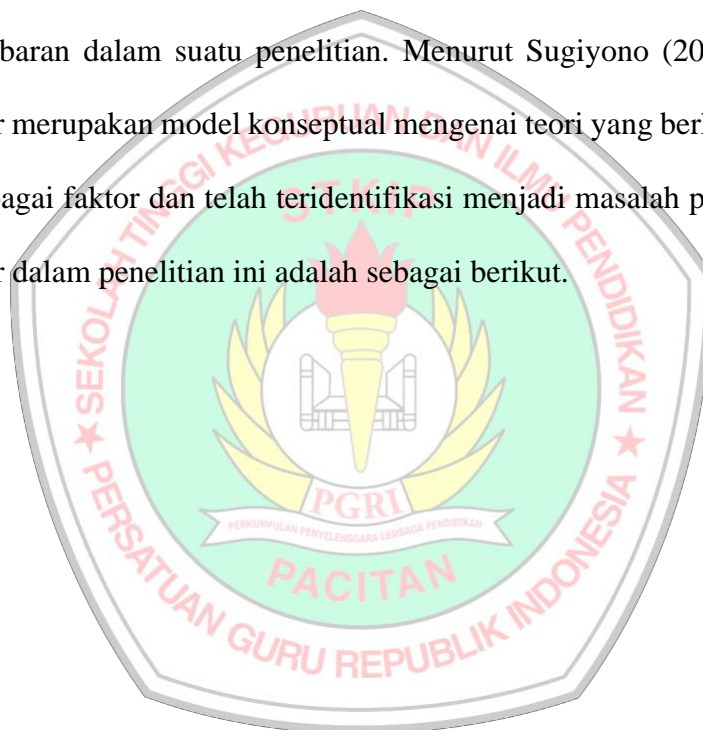 baran dalam suatu penelitian. Menurut Sugiyono (20
r merupakan model konseptual mengenai teori yang berl
agai faktor dan telah teridentifikasi menjadi masalah p
r dalam penelitian ini adalah sebagai berikut.
SEKOLAH TINGGI KEGURUAN DAN ILMU PENDIDIKAN
STKIP
PGRI
PERKUMPULAN PENYELENGGARA LEMBAGA PENDIDIKAN
PACITAN
★ PERSATUAN GURU REPUBLIK INDONESIA ★